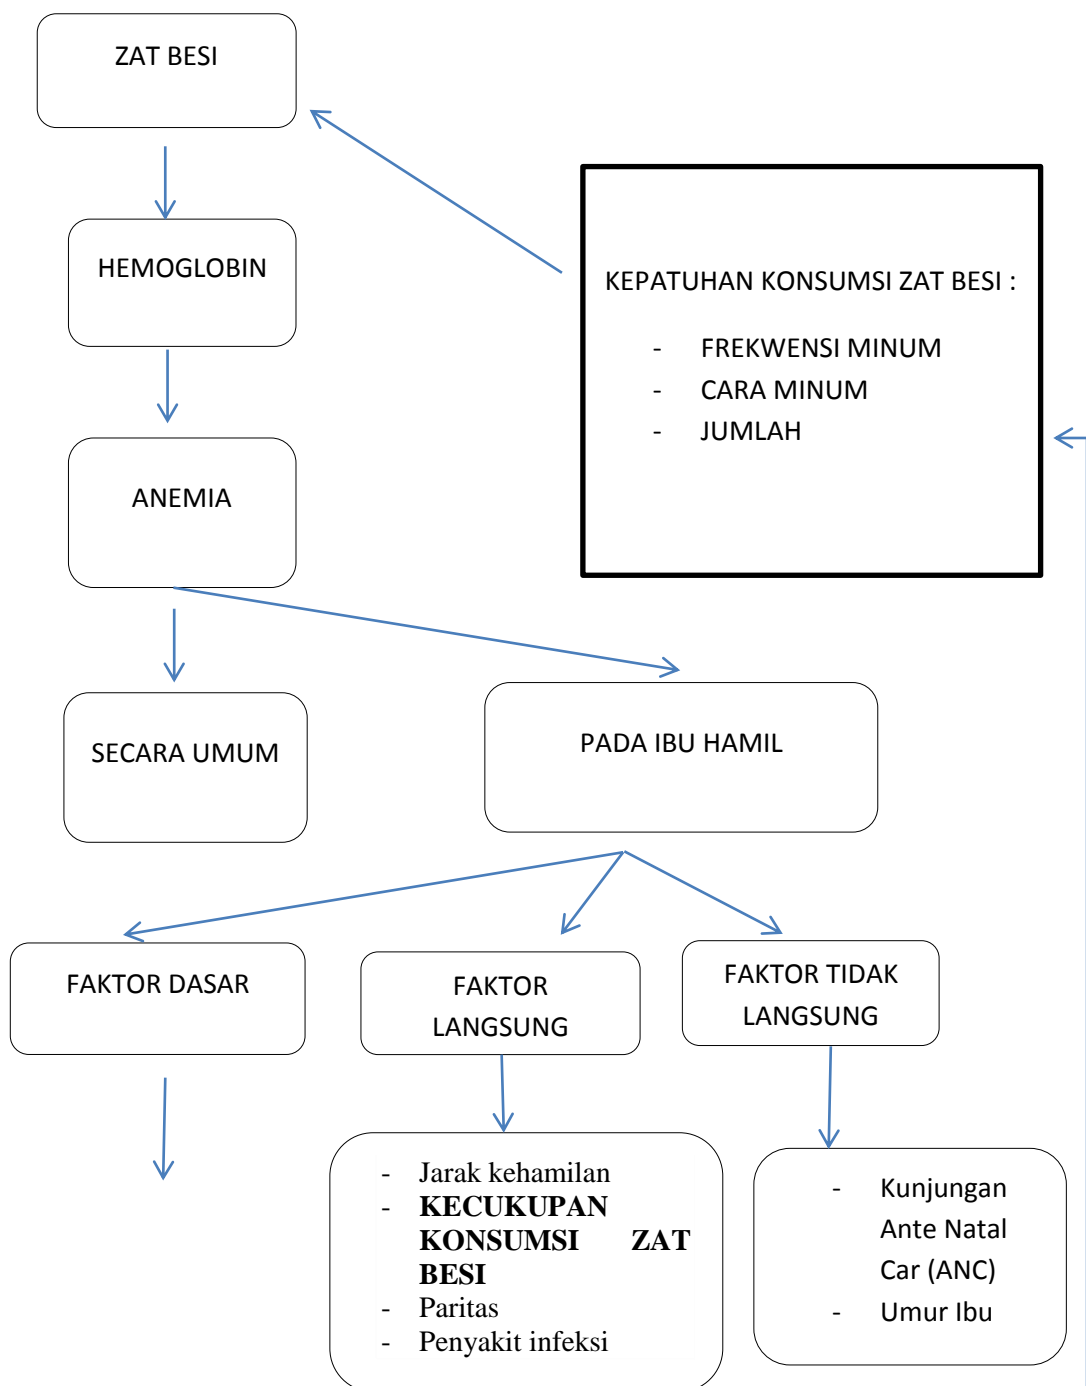 ZAT BESI
HEMOGLOBIN
KEPATUHAN KONSUMSI ZAT BESI :
- FREKWENSI MINUM
- CARA MINUM
- JUMLAH
ANEMIA
SECARA UMUM
PADA IBU HAMIL
FAKTOR DASAR
FAKTOR
LANGSUNG
FAKTOR TIDAK
LANGSUNG
- Jarak kehamilan
- KECUKUPAN
KONSUMSI ZAT
BESI
- Paritas
- Penyakit infeksi
- Kunjungan
Ante Natal
Car (ANC)
- Umur Ibu